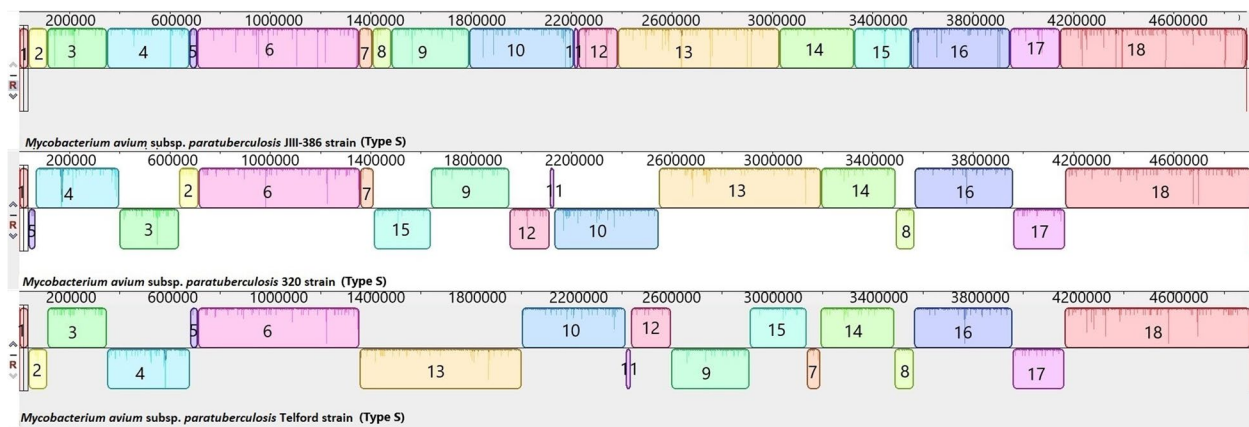 200000 600000 1000000 1400000 1800000 2200000 2600000 3000000 3400000 3800000 4200000 4600000
1 2 3 4 5 6 7 8 9 10 11 12 13 14 15 16 17 18
R
Mycobacterium avium subsp. paratuberculosis JIII-386 strain (Type S)
200000 600000 1000000 1400000 1800000 2200000 2600000 3000000 3400000 3800000 4200000 4600000
1 4 2 6 7 9 11 13 14 16 18
R
5 3 15 12 10 8 17
Mycobacterium avium subsp. paratuberculosis 320 strain (Type S)
200000 600000 1000000 1400000 1800000 2200000 2600000 3000000 3400000 3800000 4200000 4600000
1 3 5 6 10 12 15 14 16 18
R
2 4 13 11 9 7 8 17
Mycobacterium avium subsp. paratuberculosis Telford strain (Type S)